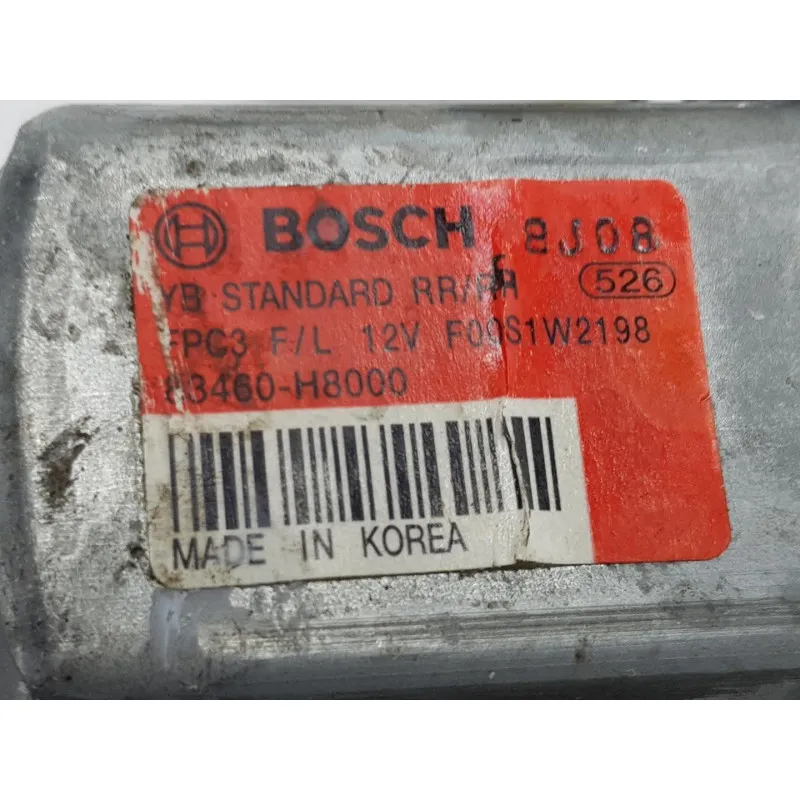 BOSCH 8J08
YB STANDARD RR/RH 526
FPC3 F/L 12V F00S1W2198
83460-H8000
MADE IN KOREA